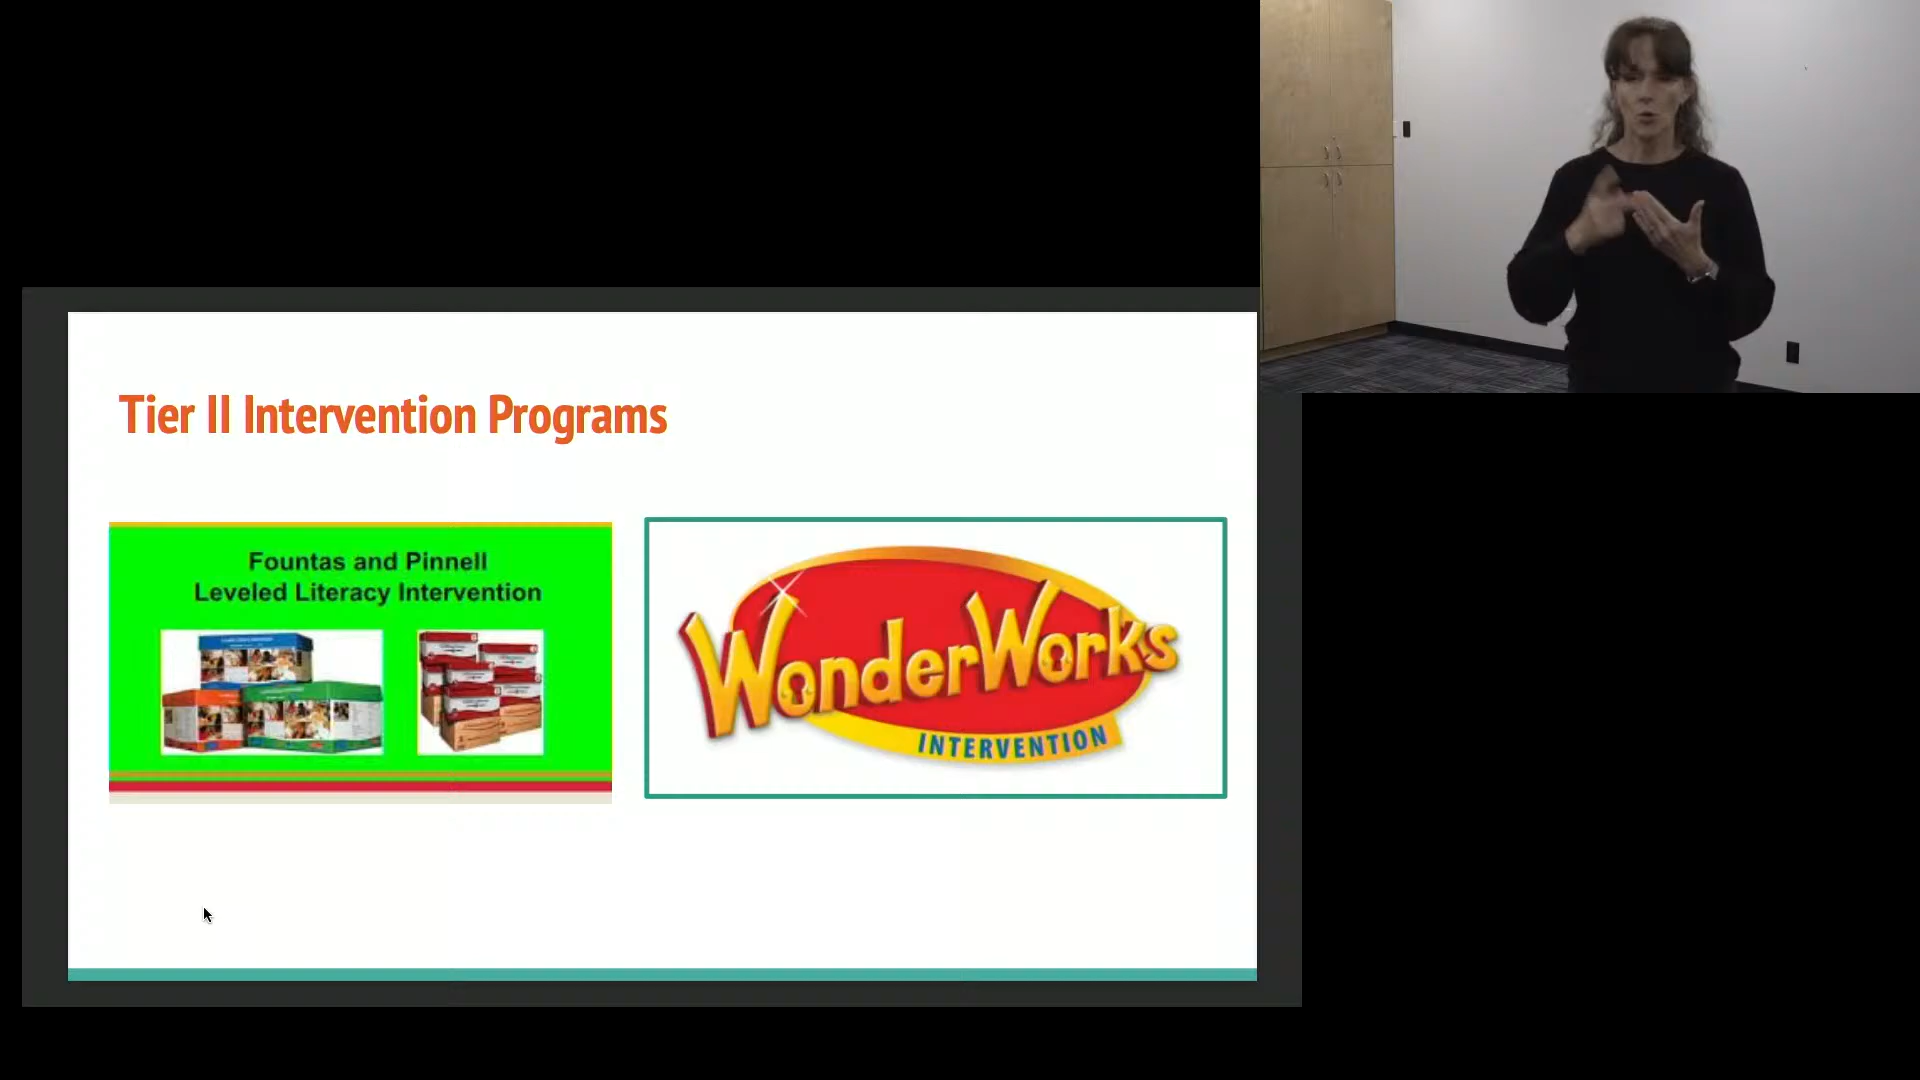 Tier II Intervention Programs
Fountas and Pinnell
Leveled Literacy Intervention
WonderWorks
INTERVENTION